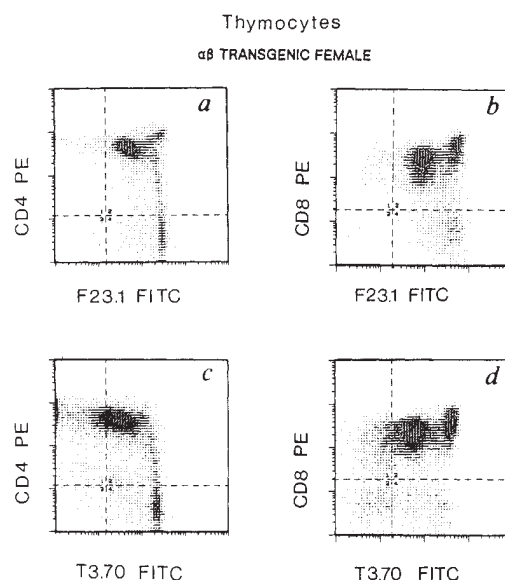 Thymocytes
αβ TRANSGENIC FEMALE
a
b
CD4 PE
CD8 PE
F23.1 FITC
F23.1 FITC
c
d
CD4 PE
CD8 PE
T3.70 FITC
T3.70 FITC